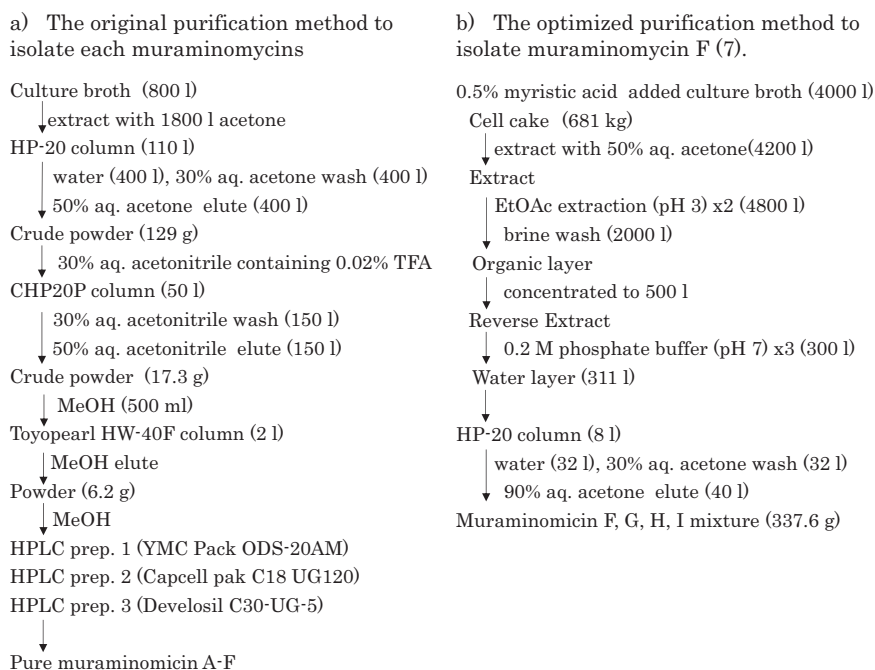 a) The original purification method to
isolate each muraminomycins
Culture broth (800 l)
extract with 1800 l acetone
HP-20 column (110 l)
water (400 l), 30% aq. acetone wash (400 l)
50% aq. acetone elute (400 l)
Crude powder (129 g)
30% aq. acetonitrile containing 0.02% TFA
CHP20P column (50 l)
30% aq. acetonitrile wash (150 l)
50% aq. acetonitrile elute (150 l)
Crude powder (17.3 g)
MeOH (500 ml)
Toyopearl HW-40F column (2 l)
MeOH elute
Powder (6.2 g)
MeOH
HPLC prep. 1 (YMC Pack ODS-20AM)
HPLC prep. 2 (Capcell pak C18 UG120)
HPLC prep. 3 (Develosil C30-UG-5)
Pure muraminomicin A-F
b) The optimized purification method to
isolate muraminomycin F (7).
0.5% myristic acid added culture broth (4000 l)
Cell cake (681 kg)
extract with 50% aq. acetone(4200 l)
Extract
EtOAc extraction (pH 3) x2 (4800 l)
brine wash (2000 l)
Organic layer
concentrated to 500 l
Reverse Extract
0.2 M phosphate buffer (pH 7) x3 (300 l)
Water layer (311 l)
HP-20 column (8 l)
water (32 l), 30% aq. acetone wash (32 l)
90% aq. acetone elute (40 l)
Muraminomicin F, G, H, I mixture (337.6 g)